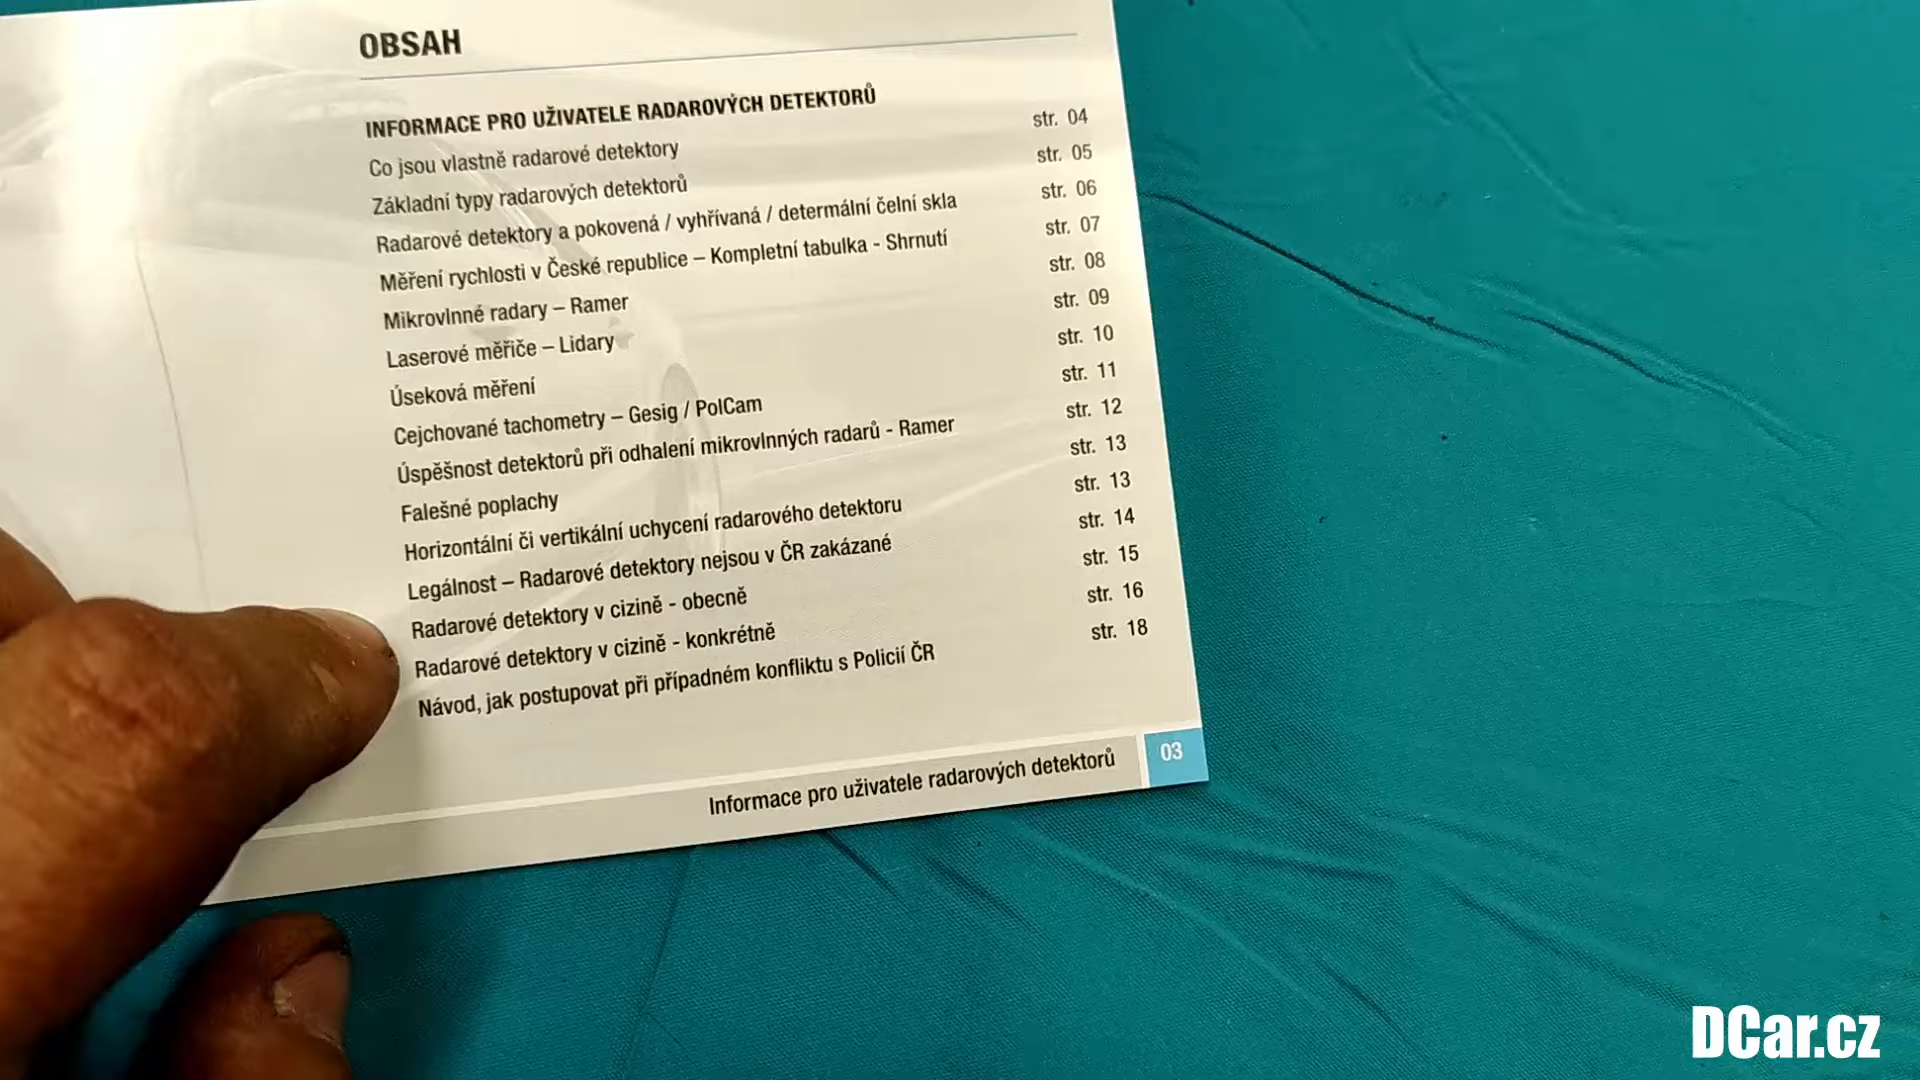 OBSAH
INFORMACE PRO UŽIVATELE RADAROVÝCH DETEKTORŮ
Co jsou vlastně radarové detektory str. 04
Základní typy radarových detektorů str. 05
Radarové detektory a pokovená / vyhřívaná / determální čelní skla str. 06
Měření rychlosti v České republice – Kompletní tabulka - Shrnutí str. 07
Mikrovlnné radary – Ramer str. 08
Laserové měřiče – Lidary str. 09
Úseková měření str. 10
Cejchované tachometry – Gesig / PolCam str. 11
Úspěšnost detektorů při odhalení mikrovlnných radarů - Ramer str. 12
Falešné poplachy str. 13
Horizontální či vertikální uchycení radarového detektoru str. 13
Legálnost – Radarové detektory nejsou v ČR zakázané str. 14
Radarové detektory v cizině - obecně str. 15
Radarové detektory v cizině - konkrétně str. 16
Návod, jak postupovat při případném konfliktu s Policií ČR str. 18
Informace pro uživatele radarových detektorů 03
DCar.cz